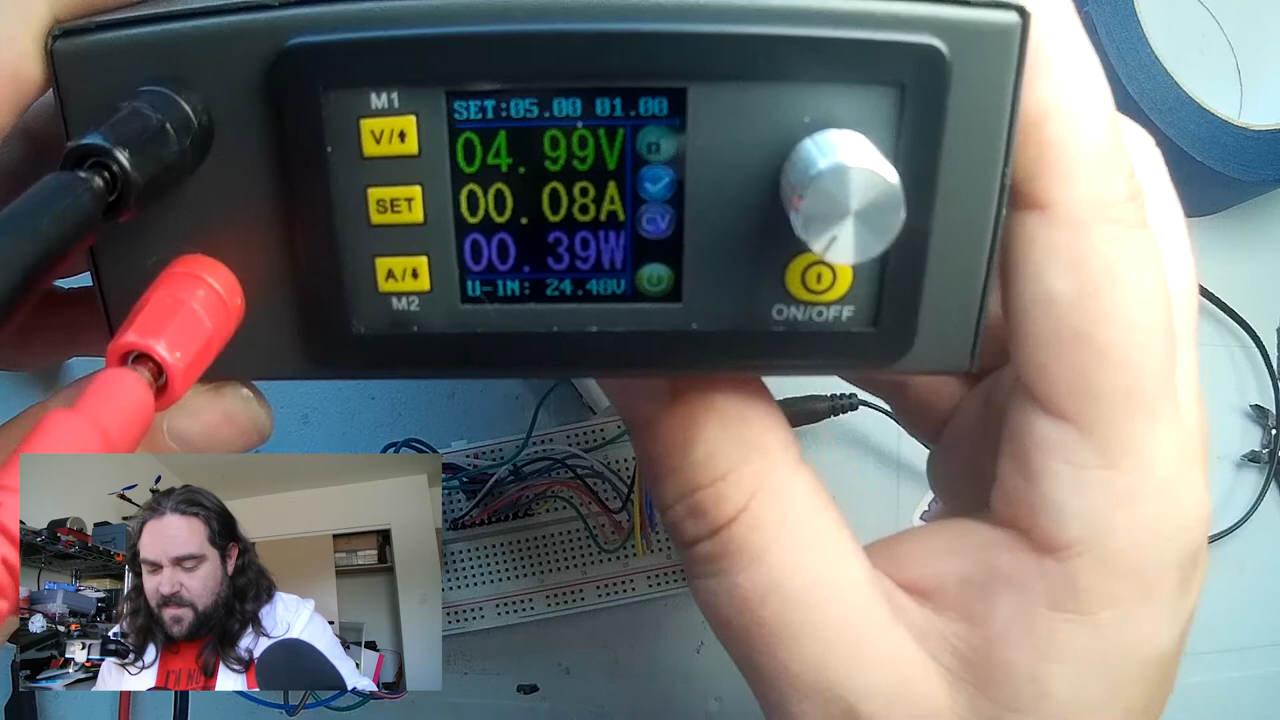 M1
V/⬆
SET
A/⬇
M2
SET:05.00 01.00
04.99V
00.08A
00.39W
U-IN: 24.48V
CV
ON/OFF
I'M NO